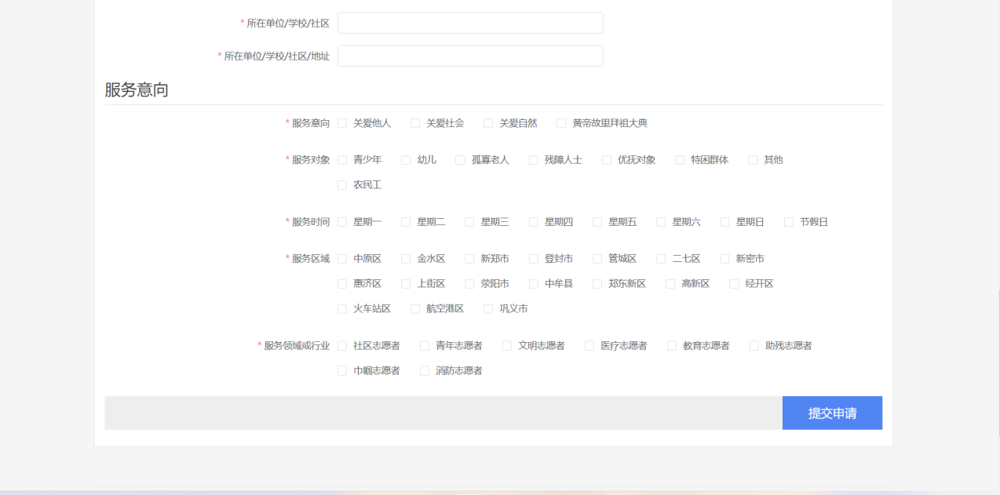 * 所在单位/学校/社区
* 所在单位/学校/社区/地址
服务意向
* 服务意向 关爱他人 关爱社会 关爱自然 黄帝故里拜祖大典
* 服务对象 青少年 幼儿 孤寡老人 残障人士 优抚对象 特困群体 其他
农民工
* 服务时间 星期一 星期二 星期三 星期四 星期五 星期六 星期日 节假日
* 服务区域 中原区 金水区 新郑市 登封市 管城区 二七区 新密市
惠济区 上街区 荥阳市 中牟县 郑东新区 高新区 经开区
火车站区 航空港区 巩义市
* 服务领域或行业 社区志愿者 青年志愿者 文明志愿者 医疗志愿者 教育志愿者 助残志愿者
巾帼志愿者 消防志愿者
提交申请